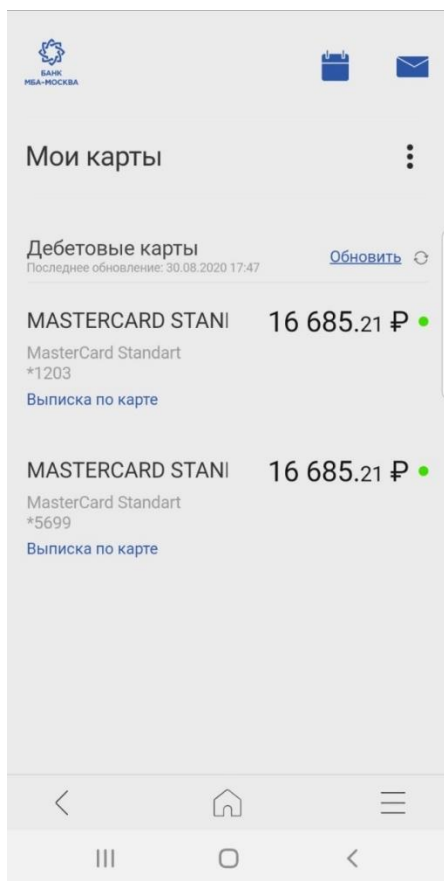 БАНК
МБА-МОСКВА
Мои карты
Дебетовые карты
Обновить
Последнее обновление: 30.08.2020 17:47
MASTERCARD STANI 16 685.21 ₽
MasterCard Standart
*1203
Выписка по карте
MASTERCARD STANI 16 685.21 ₽
MasterCard Standart
*5699
Выписка по карте